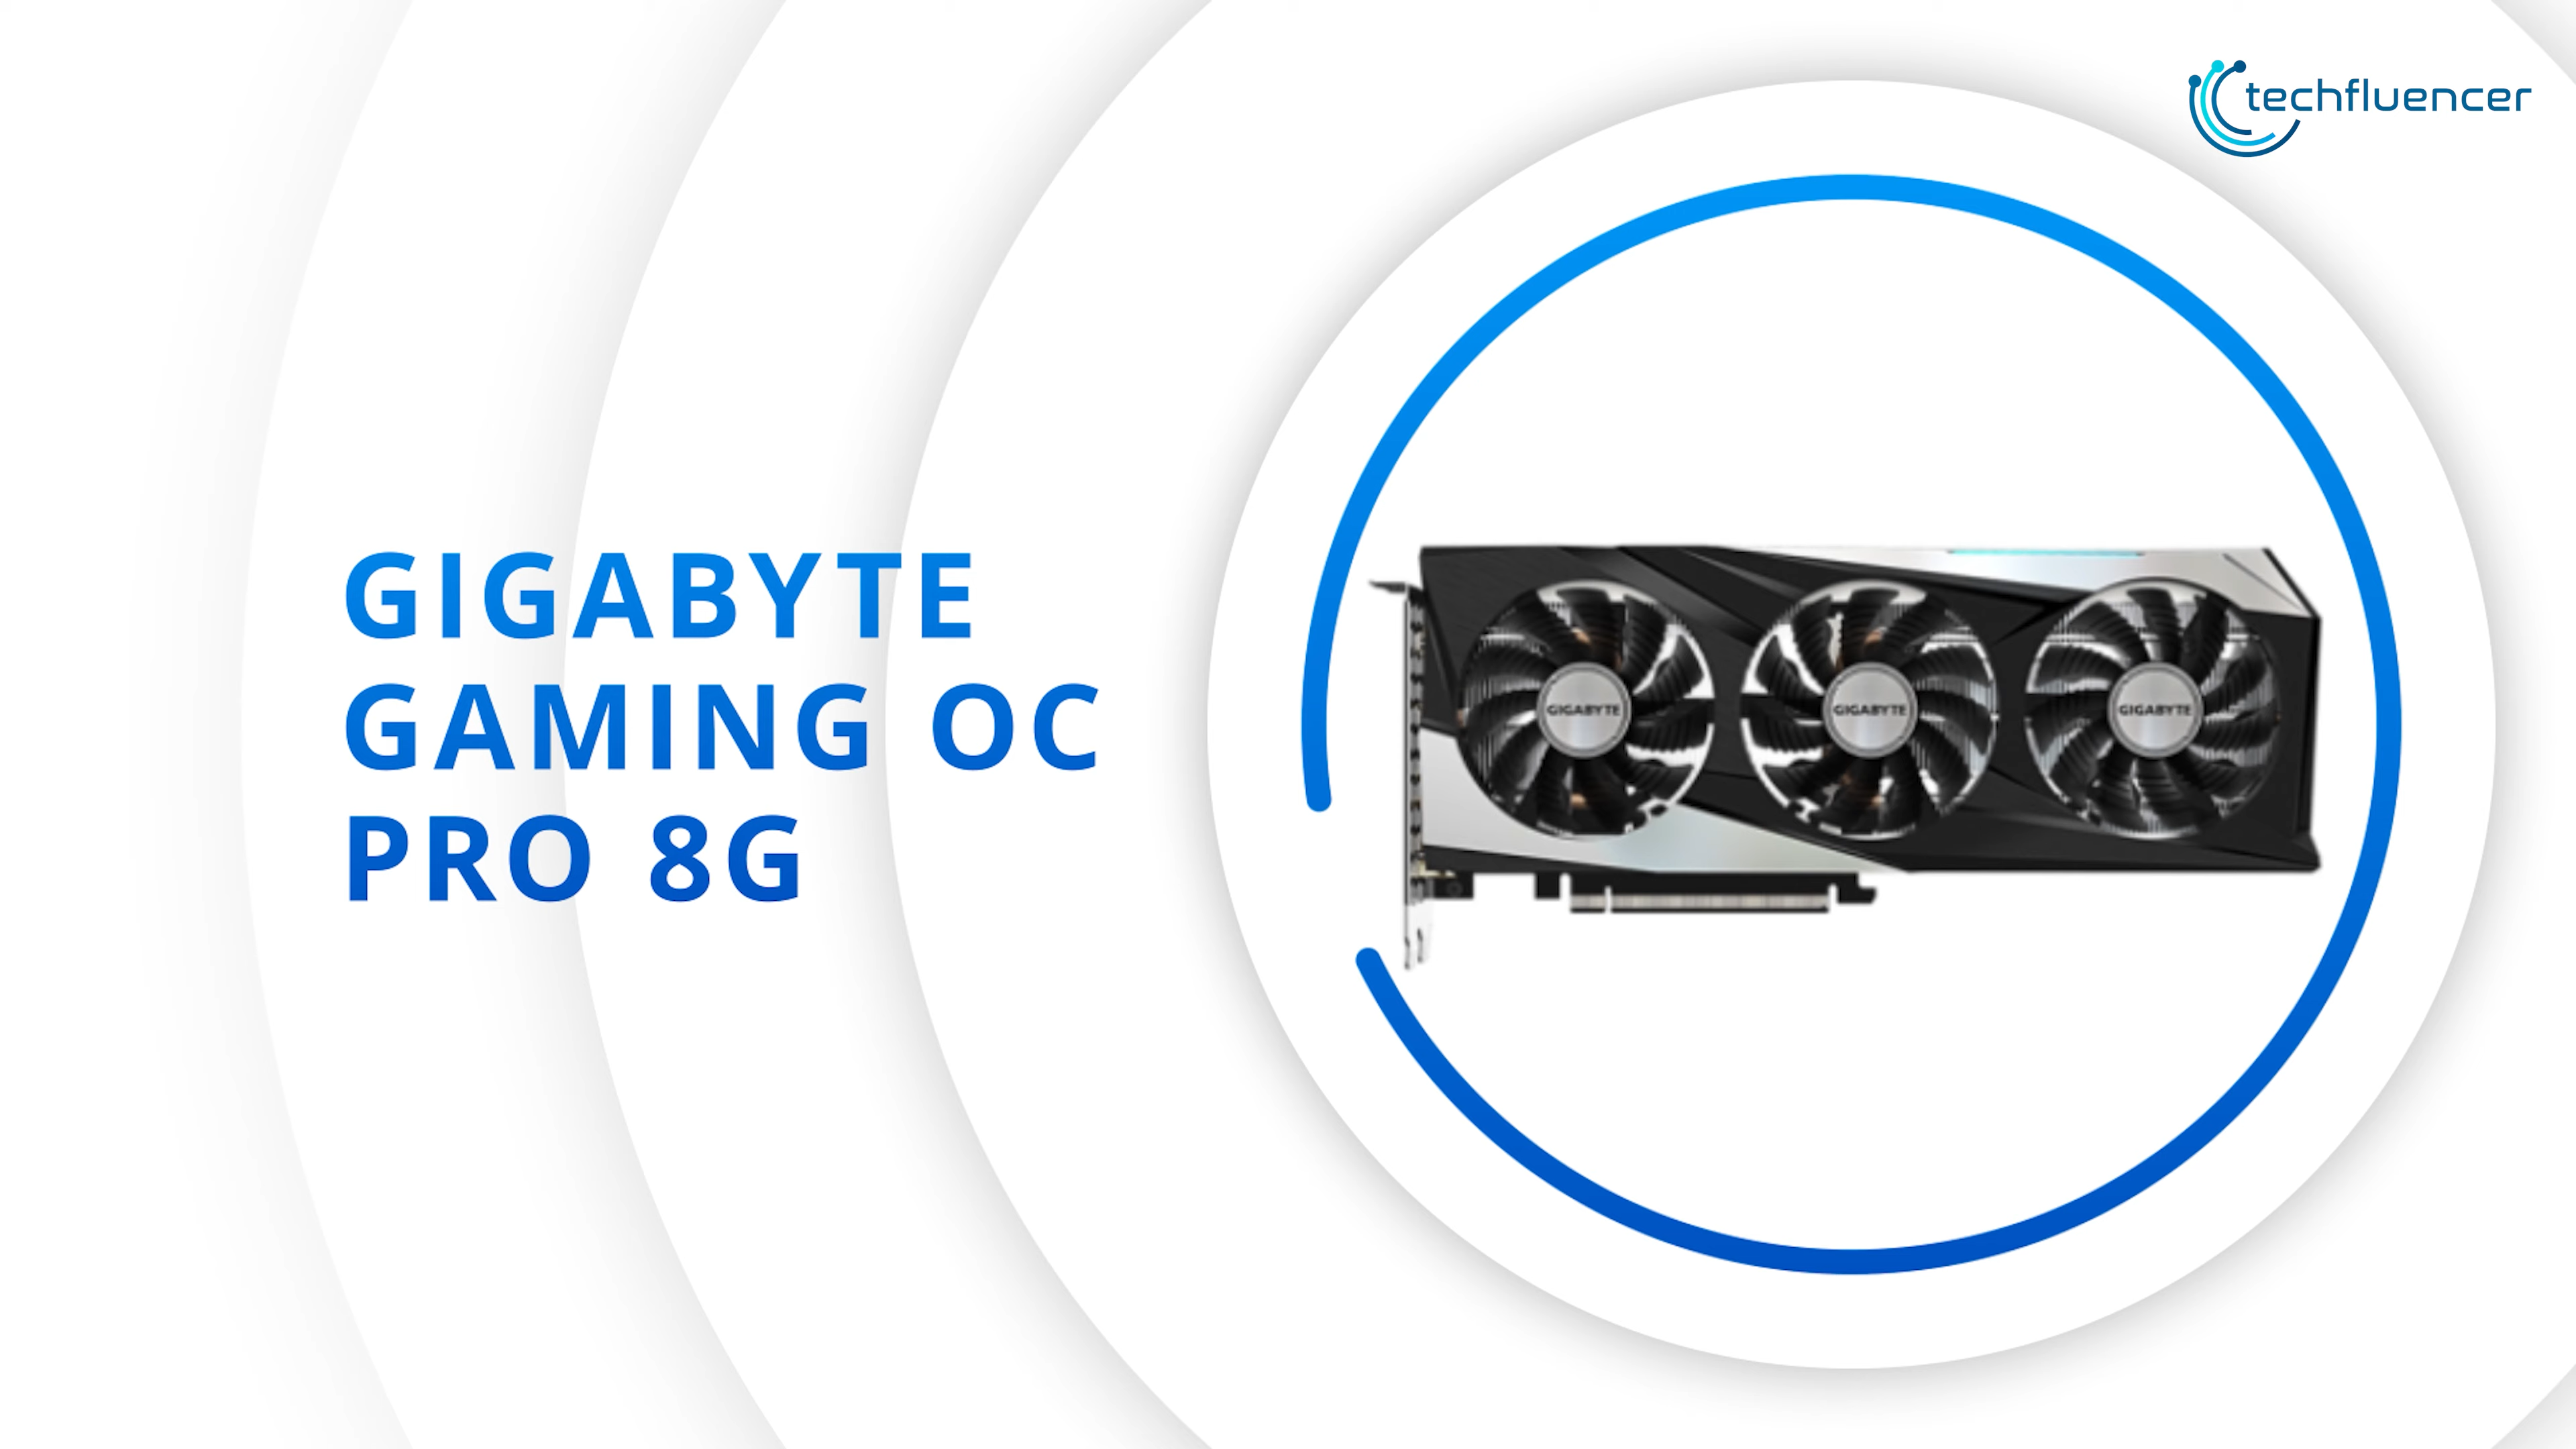 techfluencer
GIGABYTE
GAMING OC
PRO 8G
GIGABYTE
GIGABYTE
GIGABYTE